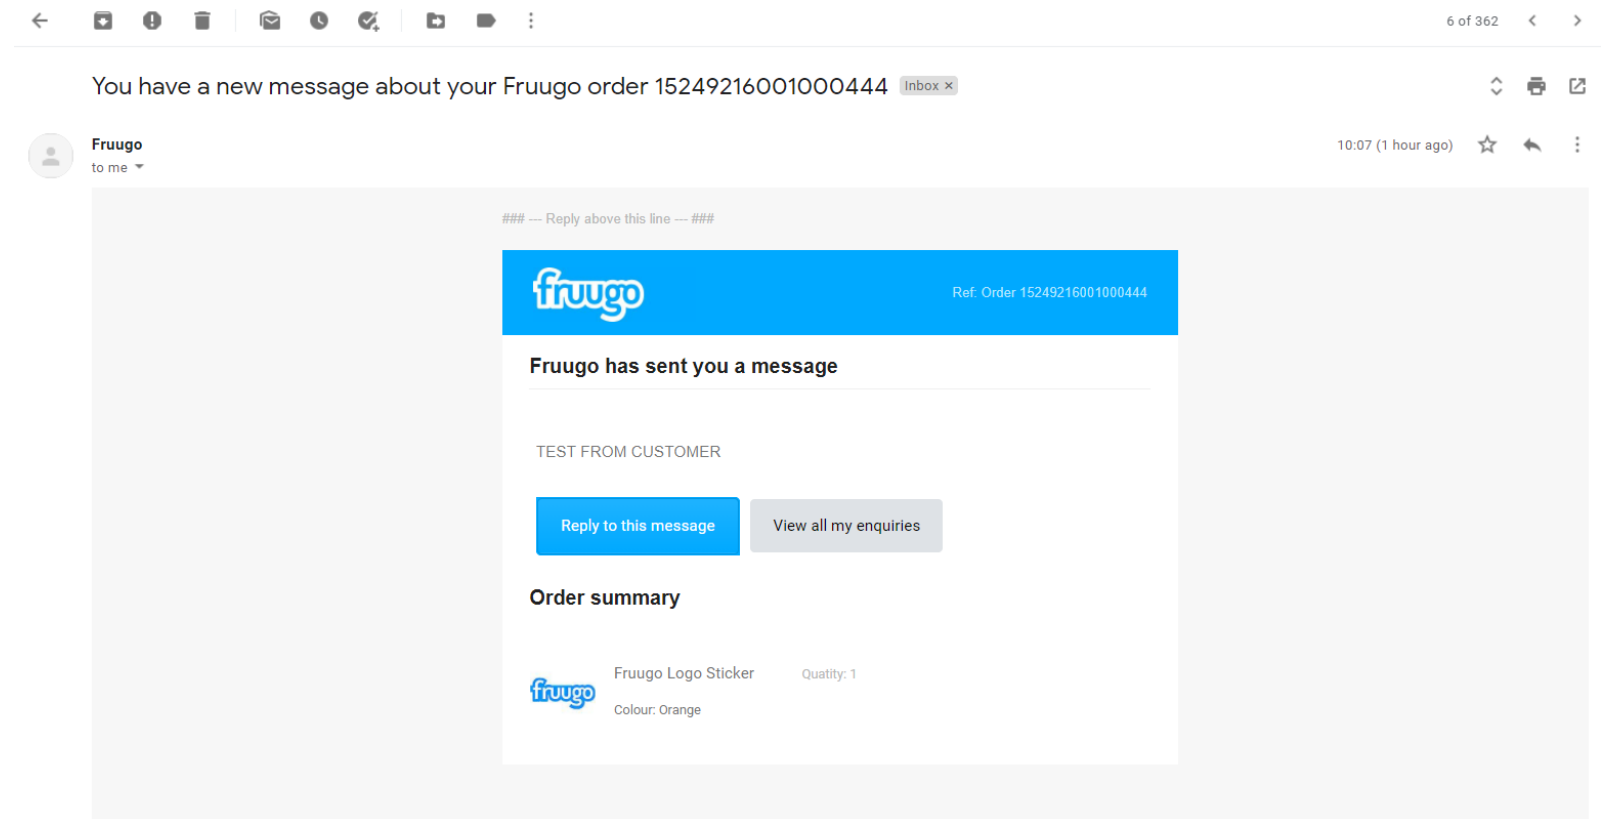 6 of 362
You have a new message about your Fruugo order 15249216001000444 Inbox ×
Fruugo
10:07 (1 hour ago)
to me
### --- Reply above this line --- ###
fruugo
Ref: Order 15249216001000444
Fruugo has sent you a message
TEST FROM CUSTOMER
Reply to this message
View all my enquiries
Order summary
Fruugo Logo Sticker
Quatity: 1
fruugo
Colour: Orange